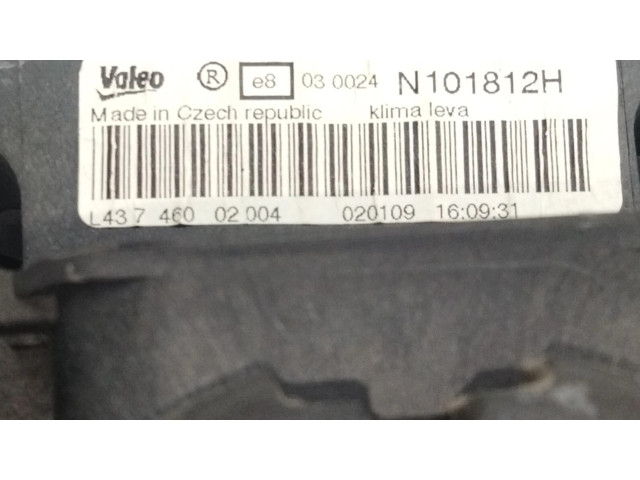 Valeo ® e8 03 0024 N101812H
Made in Czech republic klima leva
L43 7 460 02 004 020109 16:09:31